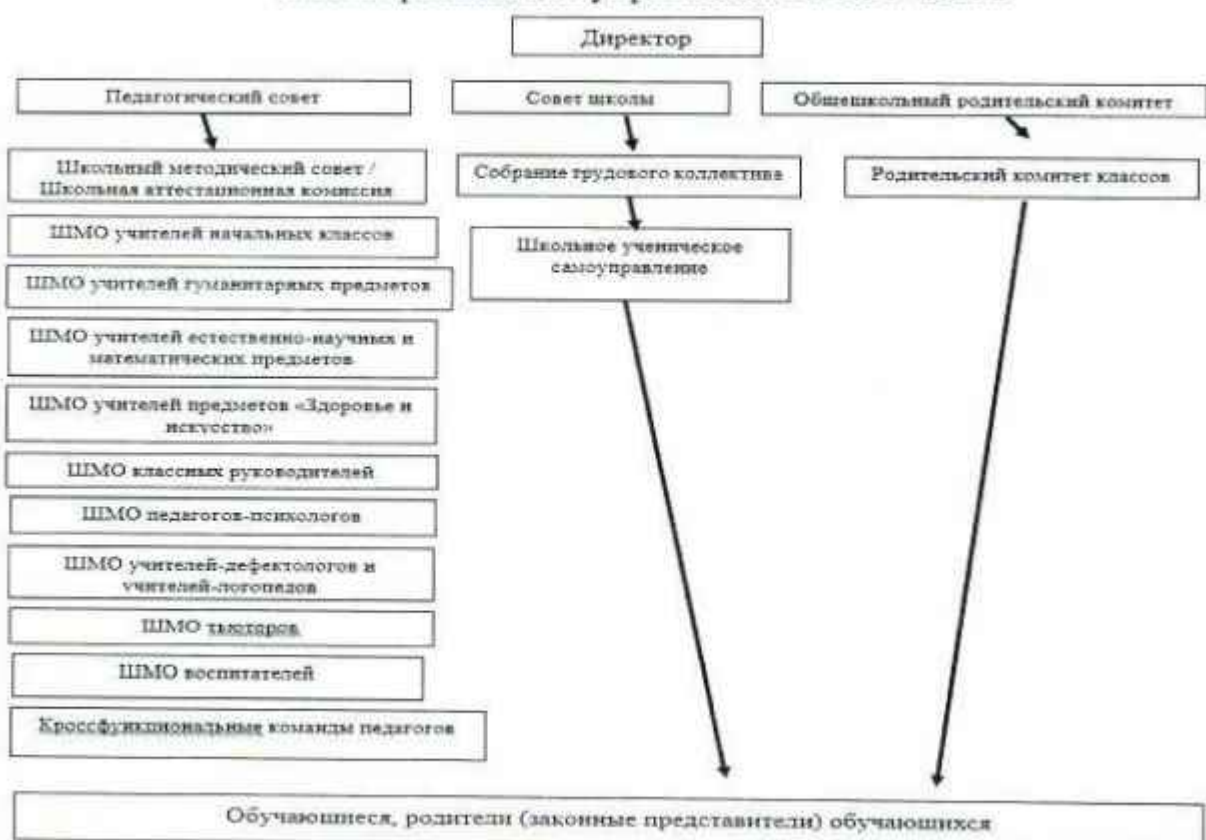 Директор
Педагогический совет
Совет школы
Общешкольный родительский комитет
Школьный методический совет /
Школьная аттестационная комиссия
Собрание трудового коллектива
Родительский комитет классов
ШМО учителей начальных классов
Школьное ученическое
самоуправление
ШМО учителей гуманитарных предметов
ШМО учителей естественно-научных и
математических предметов
ШМО учителей предметов «Здоровье и
искусство»
ШМО классных руководителей
ШМО педагогов-психологов
ШМО учителей-дефектологов и
учителей-логопедов
ШМО тьюторов
ШМО воспитателей
Кроссфункциональные команды педагогов
Обучающиеся, родители (законные представители) обучающихся